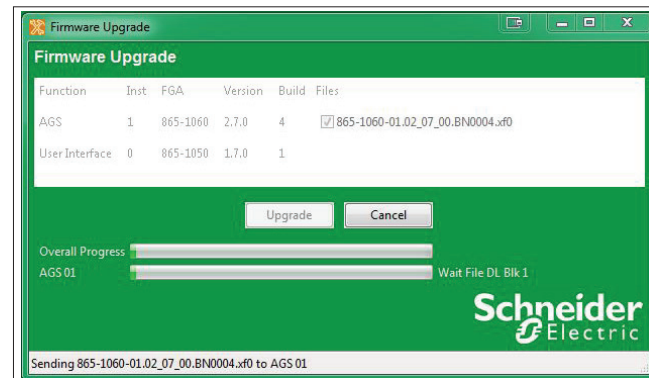 Firmware Upgrade
Firmware Upgrade
Function Inst FGA Version Build Files
AGS 1 865-1060 2.7.0 4 865-1060-01.02_07_00.BN0004.xf0
User Interface 0 865-1050 1.7.0 1
Upgrade Cancel
Overall Progress
AGS 01 Wait File DL Blk 1
Schneider
Electric
Sending 865-1060-01.02_07_00.BN0004.xf0 to AGS 01